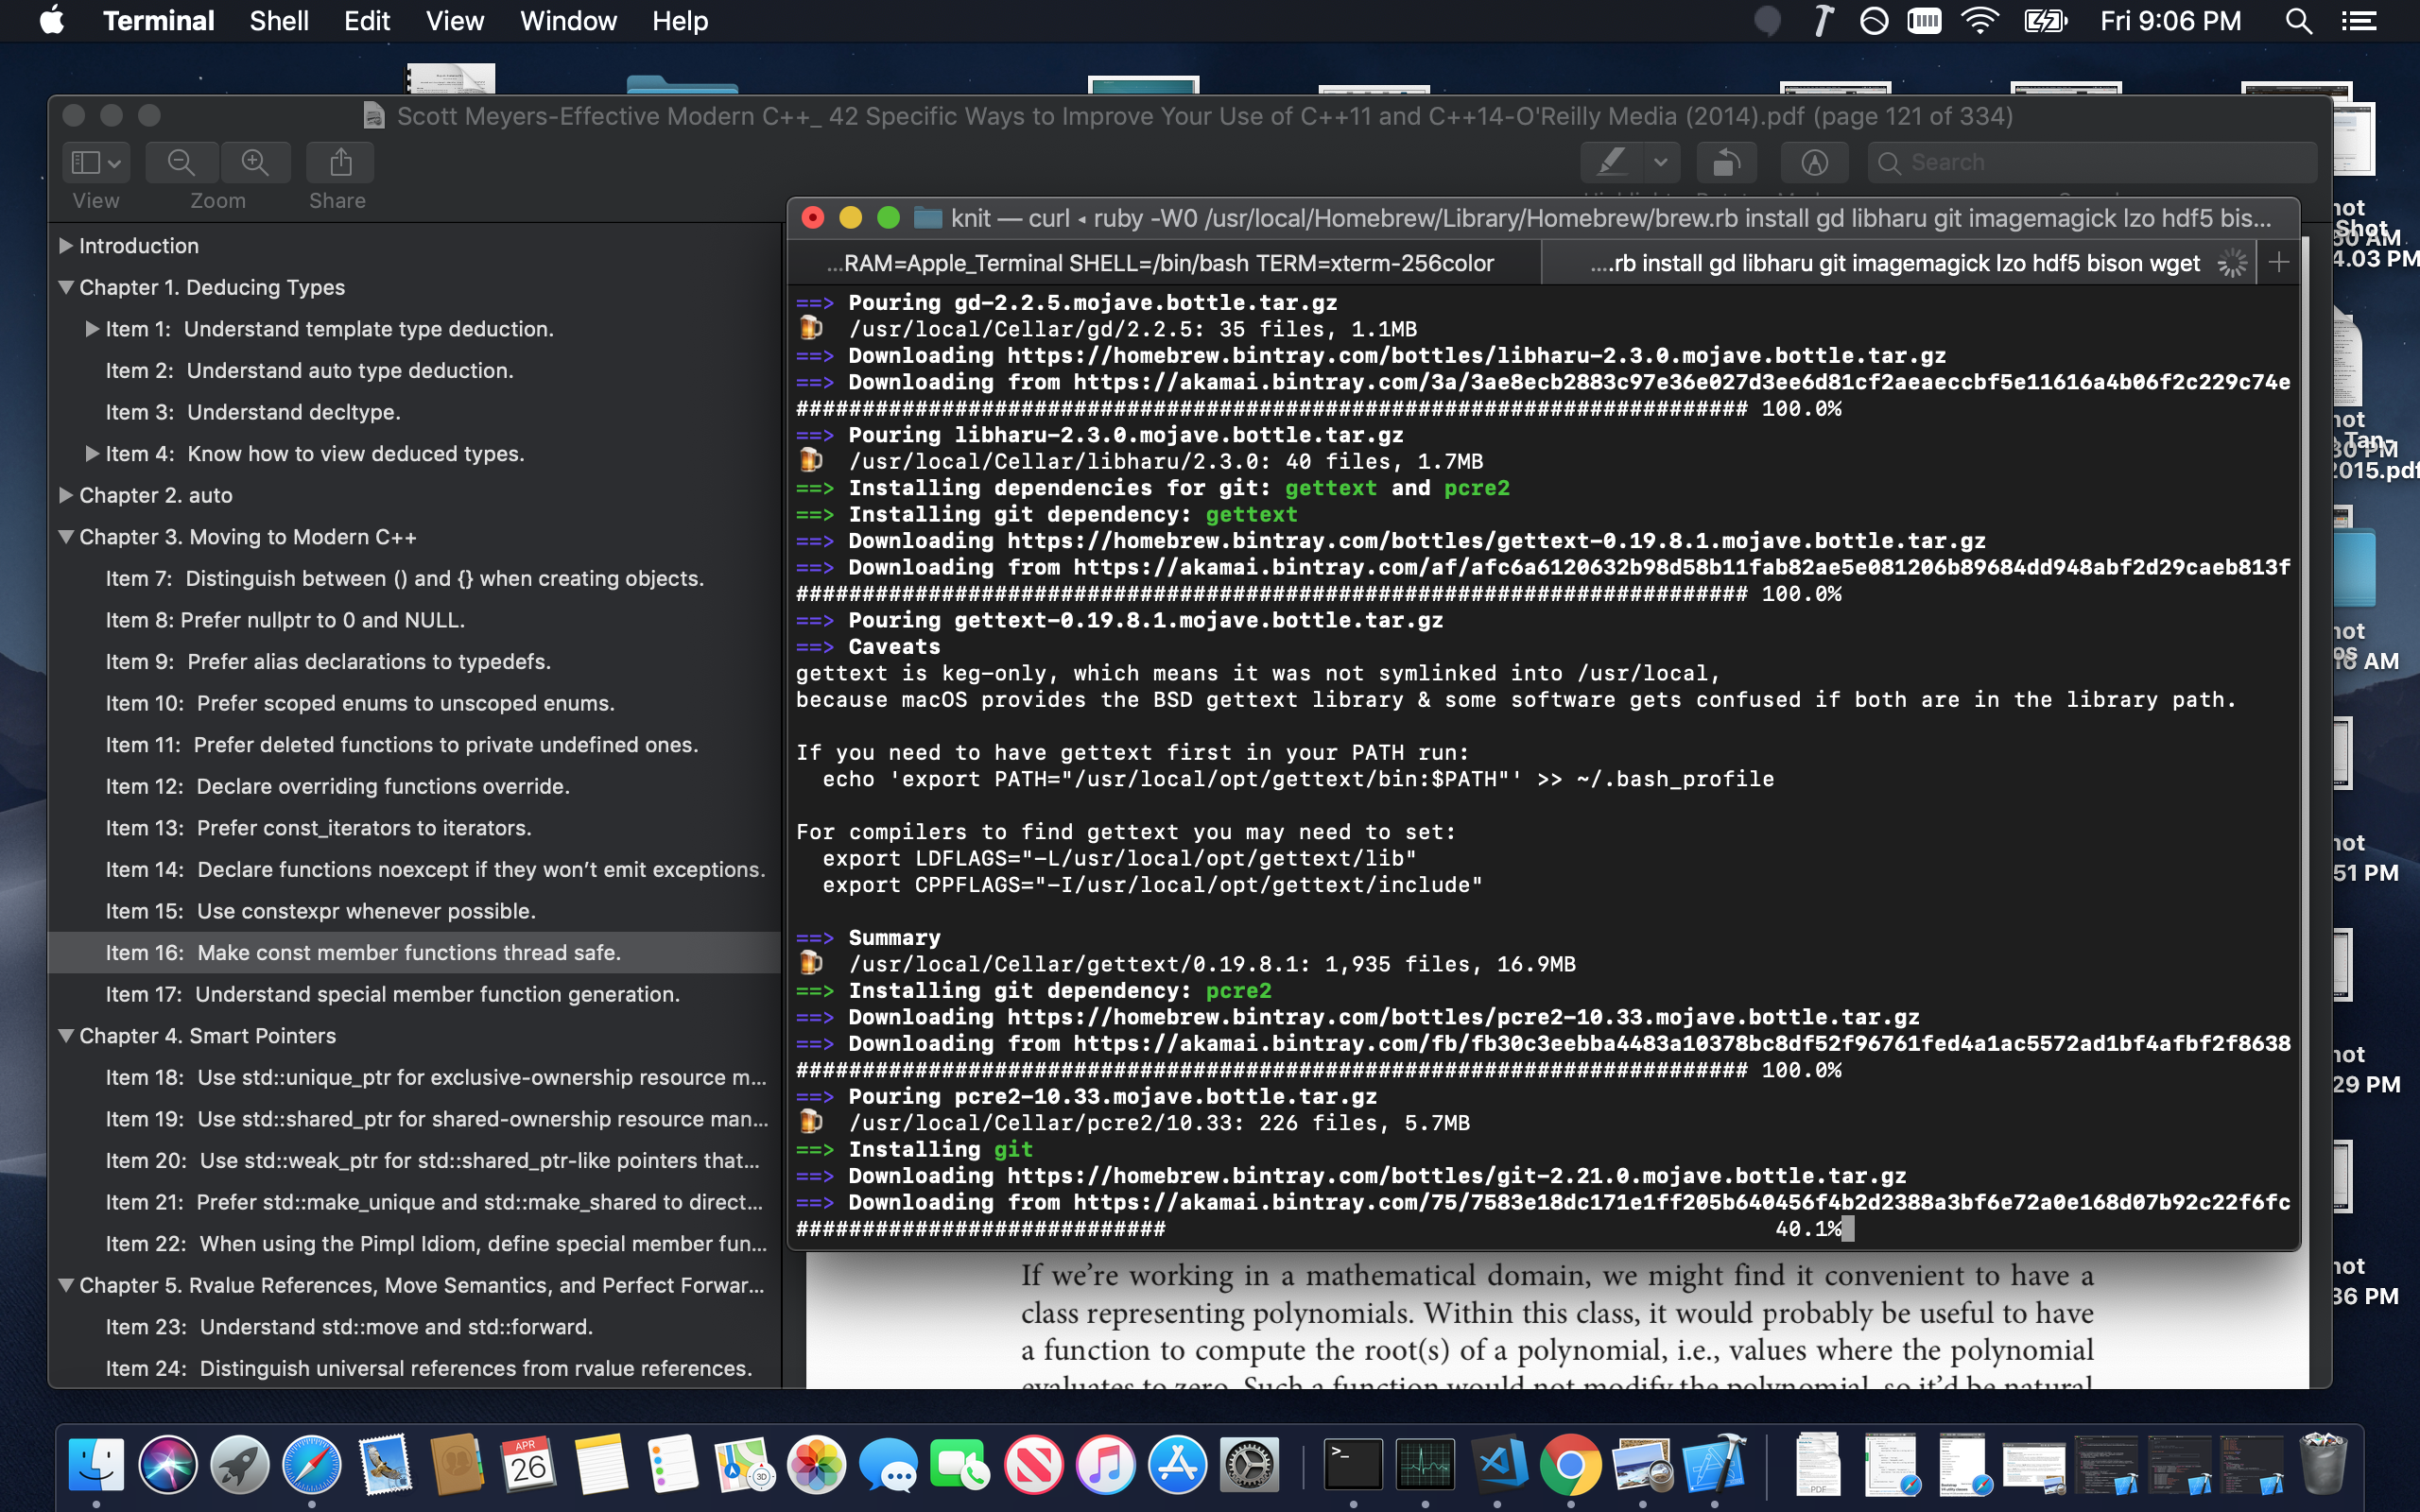 Terminal Shell Edit View Window Help Fri 9:06 PM
Scott Meyers-Effective Modern C++_ 42 Specific Ways to Improve Your Use of C++11 and C++14-O'Reilly Media (2014).pdf (page 121 of 334)
Search
View Zoom Share
Introduction
Chapter 1. Deducing Types
Item 1: Understand template type deduction.
Item 2: Understand auto type deduction.
Item 3: Understand decltype.
Item 4: Know how to view deduced types.
Chapter 2. auto
Chapter 3. Moving to Modern C++
Item 7: Distinguish between () and {} when creating objects.
Item 8: Prefer nullptr to 0 and NULL.
Item 9: Prefer alias declarations to typedefs.
Item 10: Prefer scoped enums to unscoped enums.
Item 11: Prefer deleted functions to private undefined ones.
Item 12: Declare overriding functions override.
Item 13: Prefer const_iterators to iterators.
Item 14: Declare functions noexcept if they won’t emit exceptions.
Item 15: Use constexpr whenever possible.
Item 16: Make const member functions thread safe.
Item 17: Understand special member function generation.
Chapter 4. Smart Pointers
Item 18: Use std::unique_ptr for exclusive-ownership resource m...
Item 19: Use std::shared_ptr for shared-ownership resource man...
Item 20: Use std::weak_ptr for std::shared_ptr-like pointers that...
Item 21: Prefer std::make_unique and std::make_shared to direct...
Item 22: When using the Pimpl Idiom, define special member fun...
Chapter 5. Rvalue References, Move Semantics, and Perfect Forwar...
Item 23: Understand std::move and std::forward.
Item 24: Distinguish universal references from rvalue references.
knit — curl ◂ ruby -W0 /usr/local/Homebrew/Library/Homebrew/brew.rb install gd libharu git imagemagick lzo hdf5 bis...
...RAM=Apple_Terminal SHELL=/bin/bash TERM=xterm-256color
....rb install gd libharu git imagemagick lzo hdf5 bison wget
==> Pouring gd-2.2.5.mojave.bottle.tar.gz
🍺 /usr/local/Cellar/gd/2.2.5: 35 files, 1.1MB
==> Downloading https://homebrew.bintray.com/bottles/libharu-2.3.0.mojave.bottle.tar.gz
==> Downloading from https://akamai.bintray.com/3a/3ae8ecb2883c97e36e027d3ee6d81cf2aeaeccbf5e11616a4b06f2c229c74e
######################################################################## 100.0%
==> Pouring libharu-2.3.0.mojave.bottle.tar.gz
🍺 /usr/local/Cellar/libharu/2.3.0: 40 files, 1.7MB
==> Installing dependencies for git: gettext and pcre2
==> Installing git dependency: gettext
==> Downloading https://homebrew.bintray.com/bottles/gettext-0.19.8.1.mojave.bottle.tar.gz
==> Downloading from https://akamai.bintray.com/af/afc6a6120632b98d58b11fab82ae5e081206b89684dd948abf2d29caeb813f
######################################################################## 100.0%
==> Pouring gettext-0.19.8.1.mojave.bottle.tar.gz
==> Caveats
gettext is keg-only, which means it was not symlinked into /usr/local,
because macOS provides the BSD gettext library & some software gets confused if both are in the library path.
If you need to have gettext first in your PATH run:
echo 'export PATH="/usr/local/opt/gettext/bin:$PATH"' >> ~/.bash_profile
For compilers to find gettext you may need to set:
export LDFLAGS="-L/usr/local/opt/gettext/lib"
export CPPFLAGS="-I/usr/local/opt/gettext/include"
==> Summary
🍺 /usr/local/Cellar/gettext/0.19.8.1: 1,935 files, 16.9MB
==> Installing git dependency: pcre2
==> Downloading https://homebrew.bintray.com/bottles/pcre2-10.33.mojave.bottle.tar.gz
==> Downloading from https://akamai.bintray.com/fb/fb30c3eebba4483a10378bc8df52f96761fed4a1ac5572ad1bf4afbf2f8638
######################################################################## 100.0%
==> Pouring pcre2-10.33.mojave.bottle.tar.gz
🍺 /usr/local/Cellar/pcre2/10.33: 226 files, 5.7MB
==> Installing git
==> Downloading https://homebrew.bintray.com/bottles/git-2.21.0.mojave.bottle.tar.gz
==> Downloading from https://akamai.bintray.com/75/7583e18dc171e1ff205b640456f4b2d2388a3bf6e72a0e168d07b92c22f6fc
############################ 40.1%
If we’re working in a mathematical domain, we might find it convenient to have a
class representing polynomials. Within this class, it would probably be useful to have
a function to compute the root(s) of a polynomial, i.e., values where the polynomial
evaluates to zero. Such a function would not modify the polynomial, so it’d be natural
2015.pdf
16 AM
51 PM
29 PM
36 PM
APR
26
3D
PDF